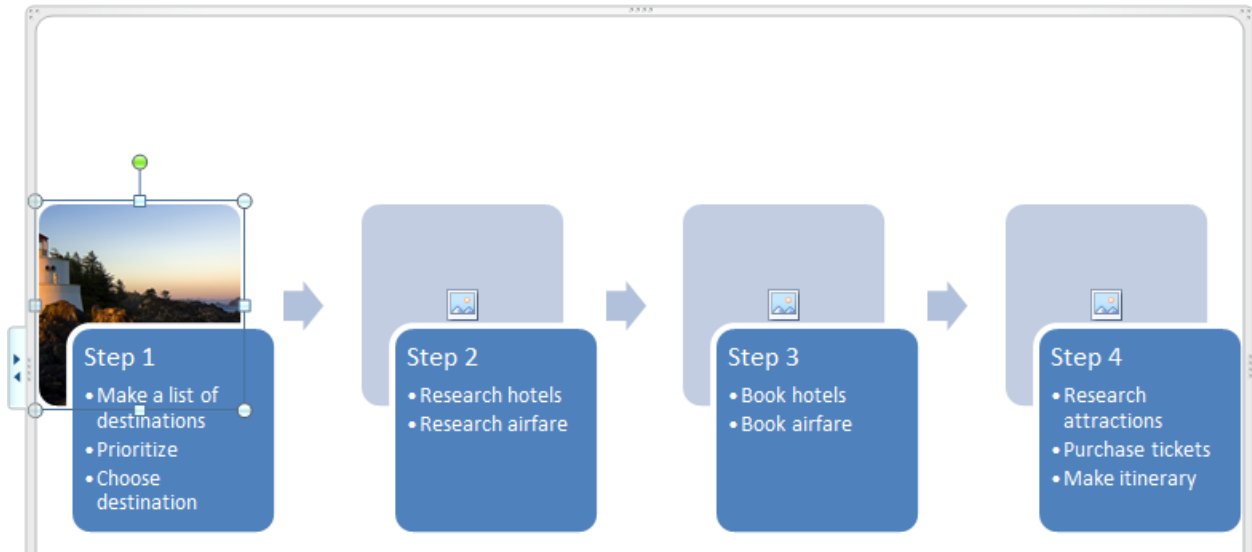 Step 1
•Make a list of
destinations
•Prioritize
•Choose
destination
Step 2
•Research hotels
•Research airfare
Step 3
•Book hotels
•Book airfare
Step 4
•Research
attractions
•Purchase tickets
•Make itinerary